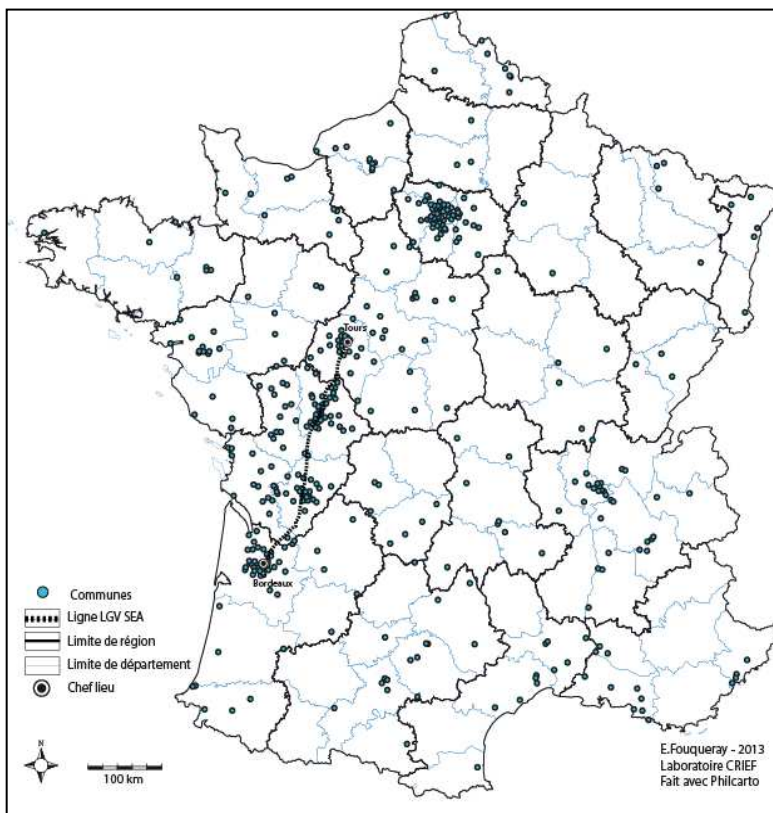 Tours
Bordeaux
Communes
Ligne LGV SEA
Limite de région
Limite de département
Chef lieu
N
100 km
E.Fouqueray - 2013
Laboratoire CRIEF
Fait avec Philcarto